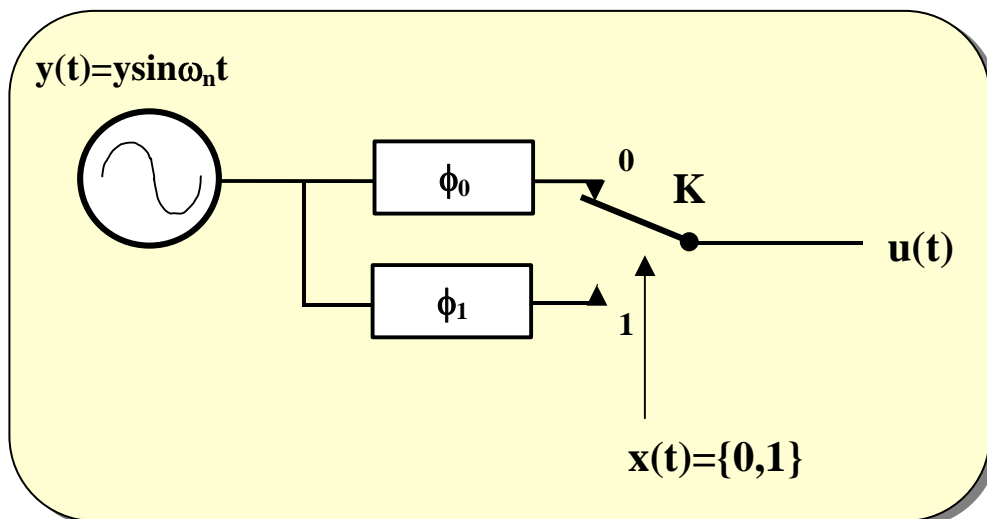 y(t)=ysinωₙt
ϕ₀
0
K
u(t)
ϕ₁
1
x(t)={0,1}